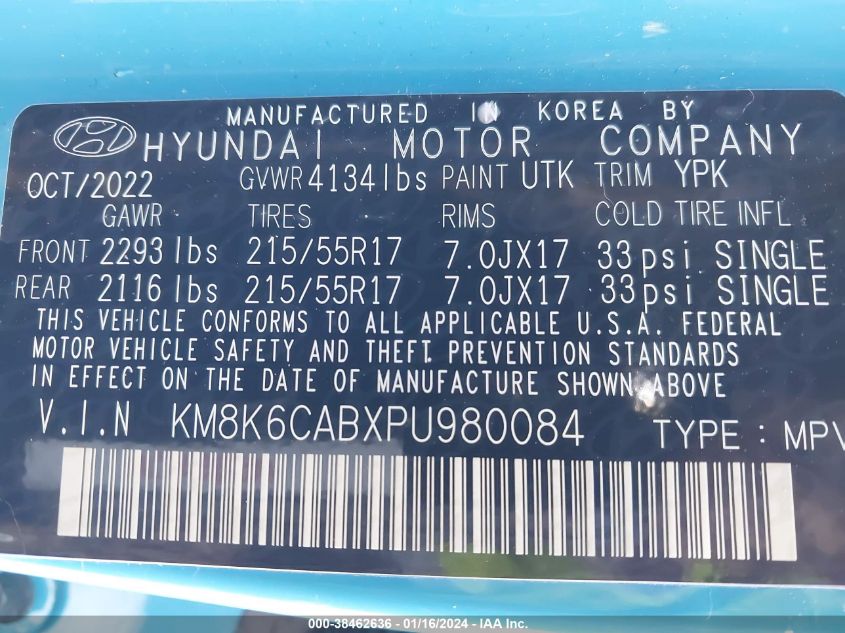 MANUFACTURED IN KOREA BY
HYUNDAI MOTOR COMPANY
OCT/2022 GVWR 4134 lbs PAINT UTK TRIM YPK
GAWR TIRES RIMS COLD TIRE INFL
FRONT 2293 lbs 215/55R17 7.0JX17 33psi SINGLE
REAR 2116 lbs 215/55R17 7.0JX17 33psi SINGLE
THIS VEHICLE CONFORMS TO ALL APPLICABLE U.S.A. FEDERAL
MOTOR VEHICLE SAFETY AND THEFT PREVENTION STANDARDS
IN EFFECT ON THE DATE OF MANUFACTURE SHOWN ABOVE
V.I.N KM8K6CABXPU980084 TYPE : MPV
000-38462636 - 01/16/2024 - IAA Inc.